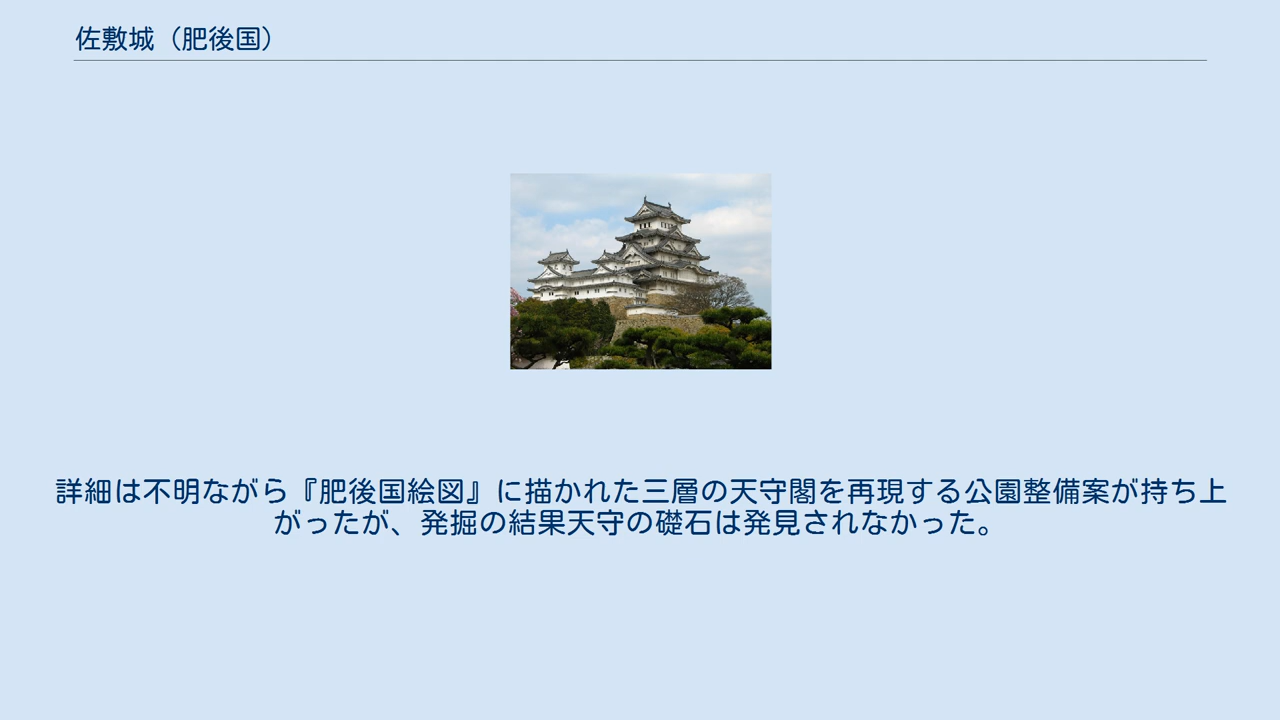 佐敷城（肥後国）
詳細は不明ながら『肥後国絵図』に描かれた三層の天守閣を再現する公園整備案が持ち上
がったが、発掘の結果天守の礎石は発見されなかった。